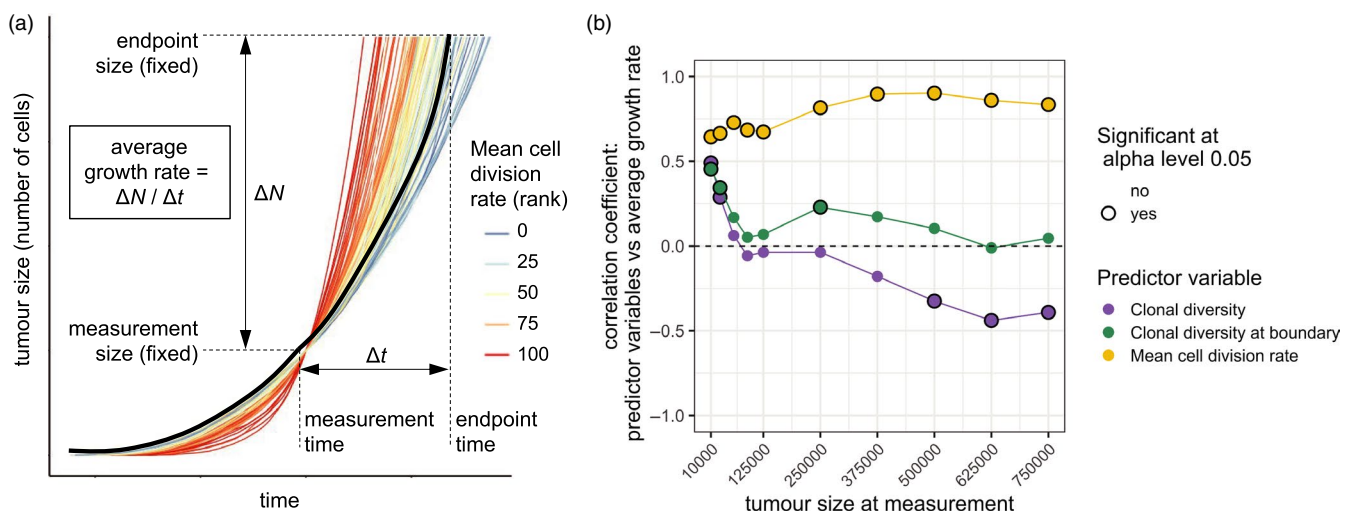 (a)
endpoint
size (fixed)
average
growth rate =
ΔN / Δt
ΔN
Mean cell
division
rate (rank)
0
25
50
75
100
measurement
size (fixed)
Δt
measurement
time
endpoint
time
tumour size (number of cells)
time
(b)
correlation coefficient:
predictor variables vs average growth rate
1.0
0.5
0.0
−0.5
−1.0
10000
125000
250000
375000
500000
625000
750000
tumour size at measurement
Significant at
alpha level 0.05
no
yes
Predictor variable
Clonal diversity
Clonal diversity at boundary
Mean cell division rate